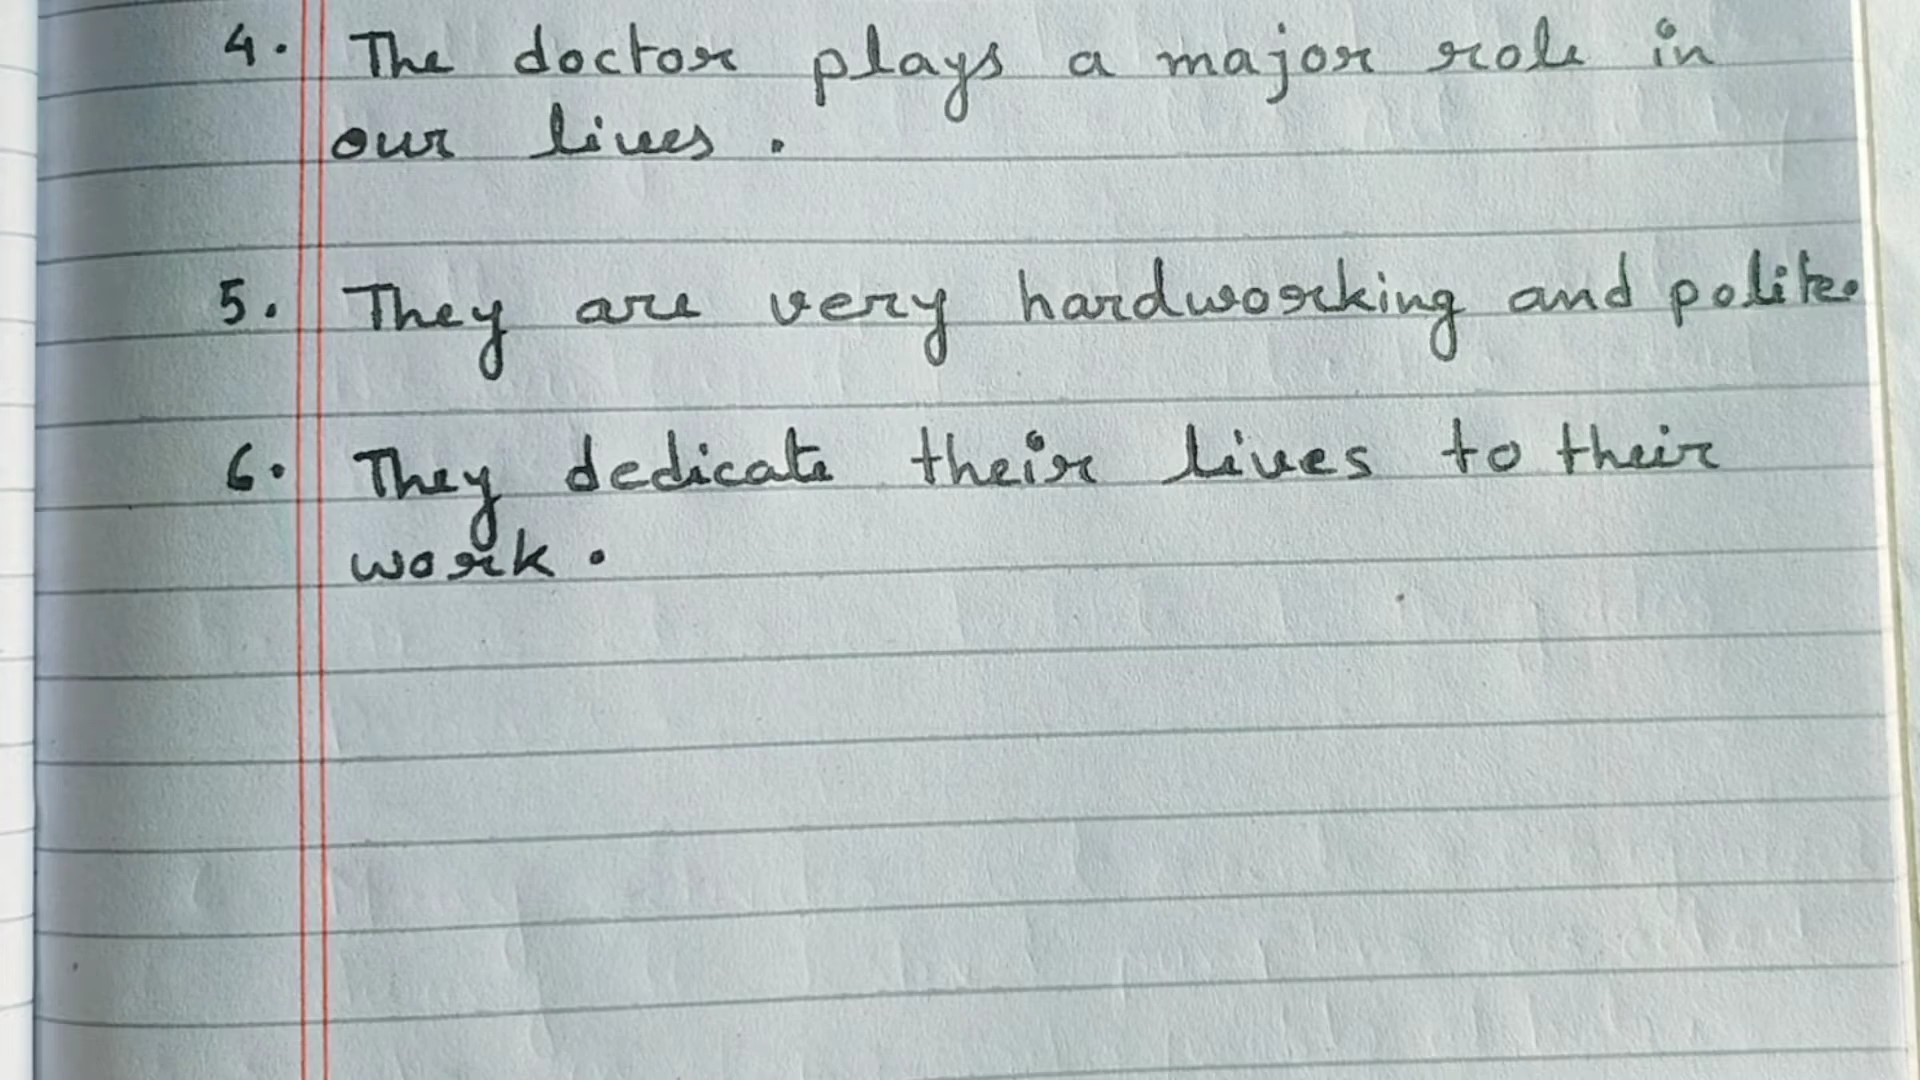 4. The doctor plays a major role in
our lives.
5. They are very hardworking and polite.
6. They dedicate their lives to their
work.